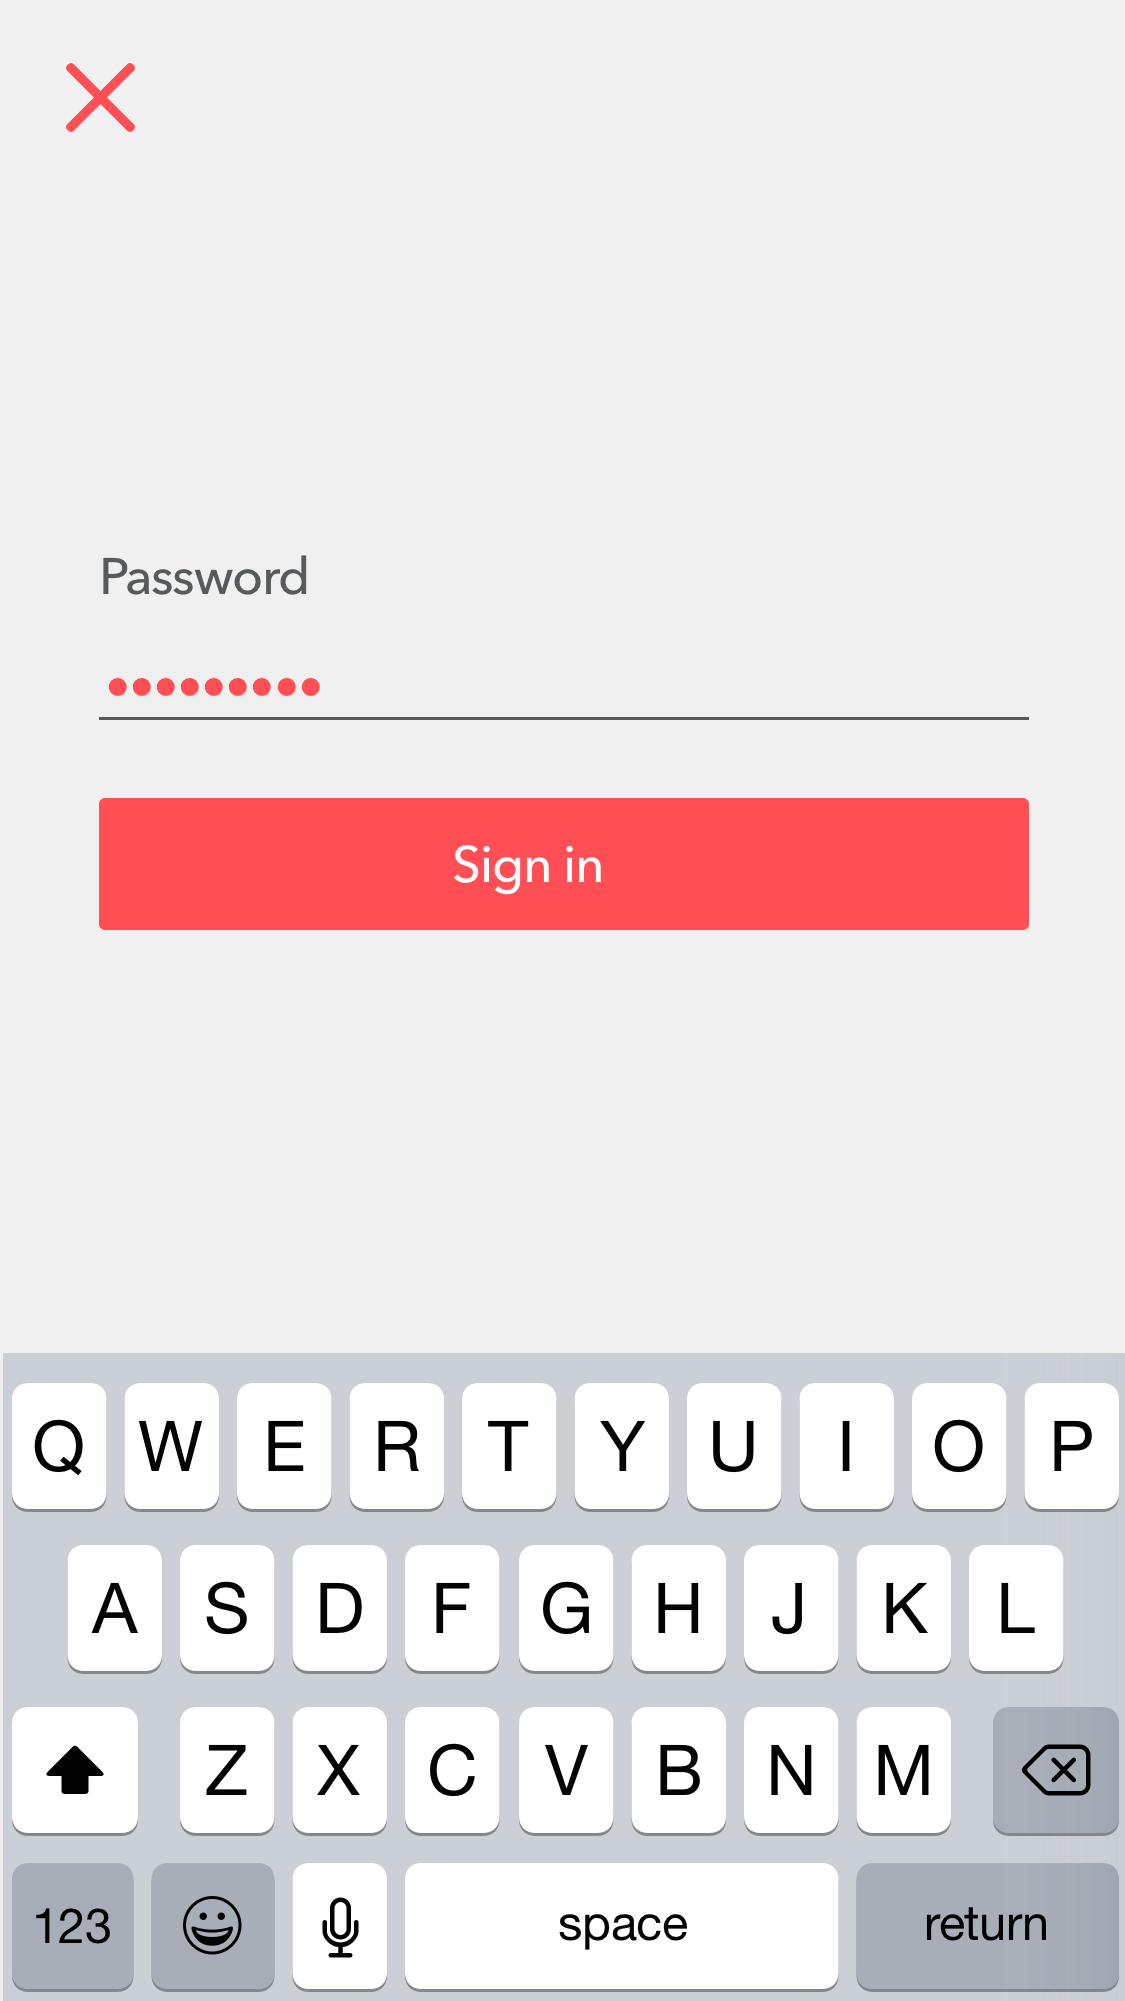 Password
•••••••••
Sign in
Q W E R T Y U I O P
A S D F G H J K L
Z X C V B N M
123 space return